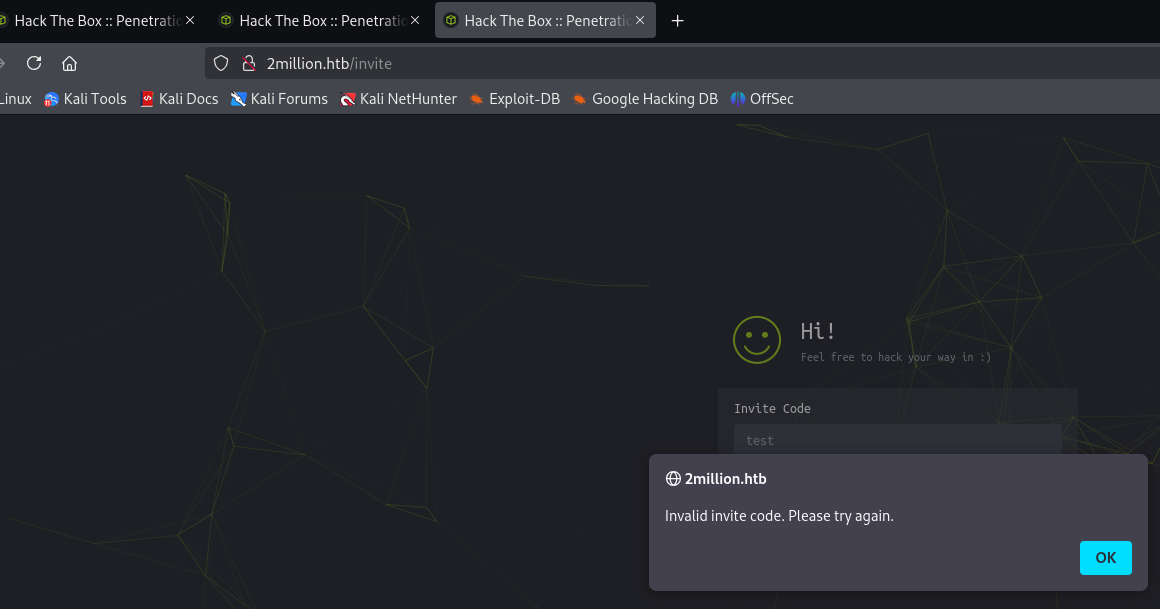 Hack The Box :: Penetratio Hack The Box :: Penetratio Hack The Box :: Penetratio
2million.htb/invite
Linux Kali Tools Kali Docs Kali Forums Kali NetHunter Exploit-DB Google Hacking DB OffSec
Hi!
Feel free to hack your way in :)
Invite Code
test
2million.htb
Invalid invite code. Please try again.
OK